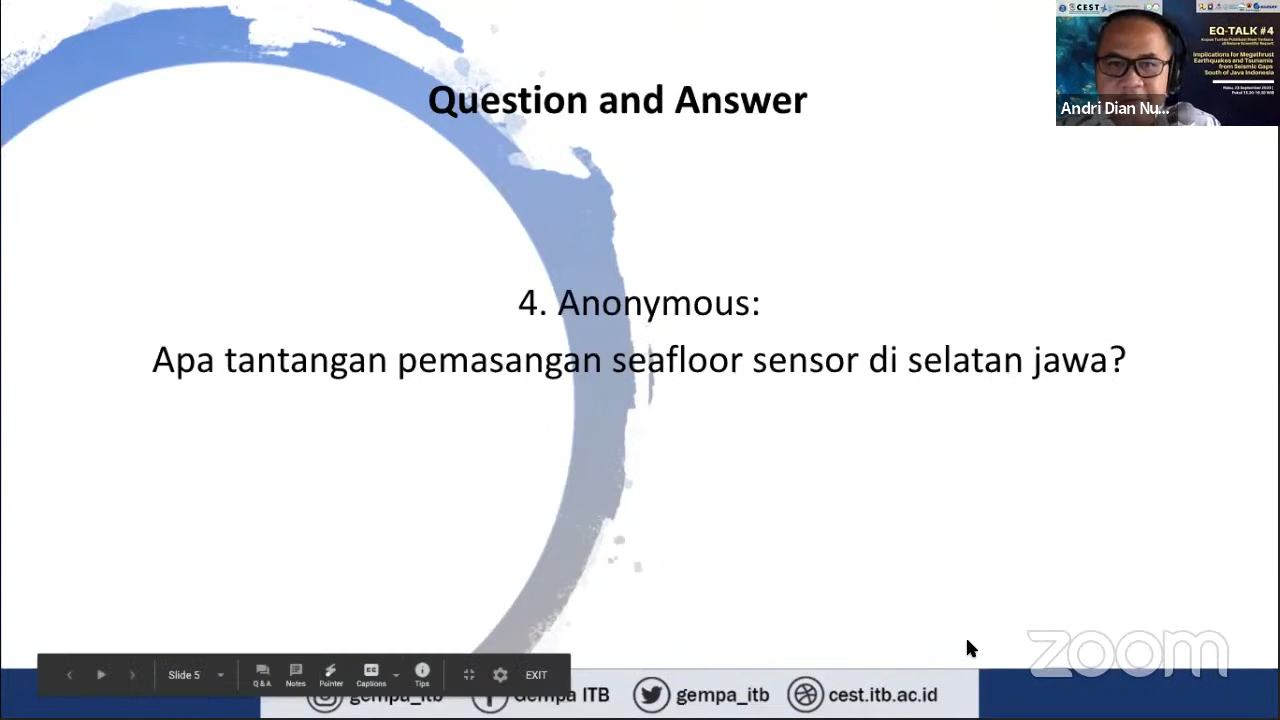 CEST
EQ-TALK #4
Implications for Megathrust
Earthquakes and Tsunamis
from Seismic Gaps
South of Java Indonesia
Andri Dian Nu...
Question and Answer
4. Anonymous:
Apa tantangan pemasangan seafloor sensor di selatan jawa?
zoom
Slide 5
Q & A
Notes
Pointer
Captions
Tips
EXIT
gempa_itb
Gempa ITB
gempa_itb
cest.itb.ac.id